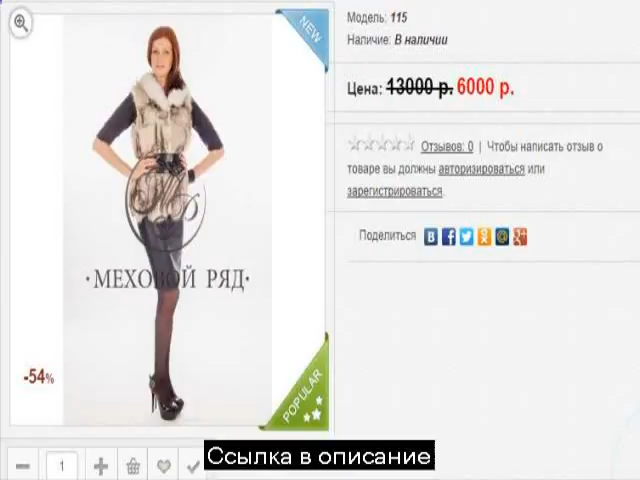 NEW
Модель: 115
Наличие: В наличии
Цена: 13000 р. 6000 р.
Отзывов: 0 | Чтобы написать отзыв о
товаре вы должны авторизироваться или
зарегистрироваться.
Поделиться
·МЕХОВОЙ РЯД·
-54%
POPULAR
1
Ссылка в описание